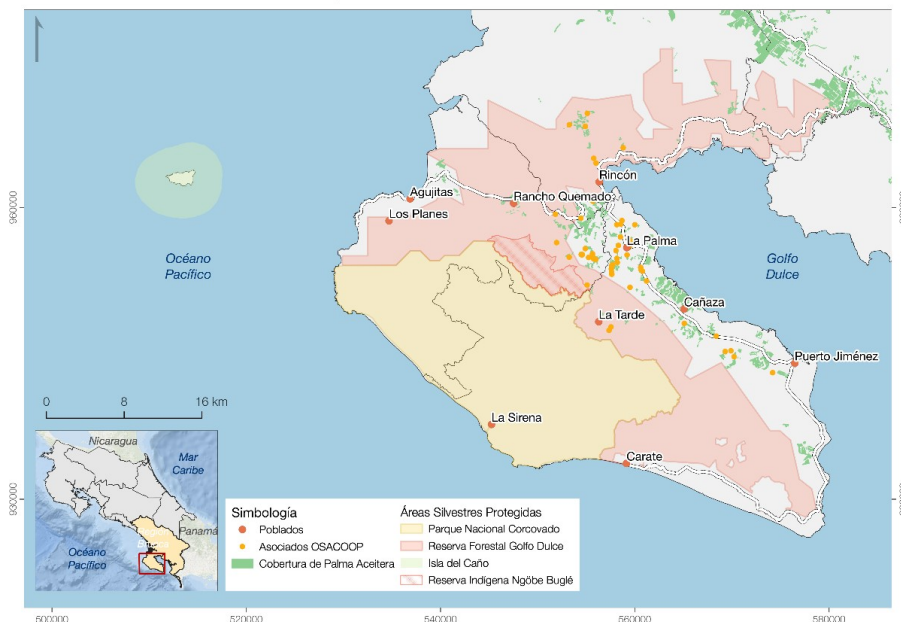 Rincón
Agujitas
Rancho Quemado
Los Planes
960000
La Palma
Océano
Pacífico
Golfo
Dulce
Cañaza
La Tarde
Puerto Jiménez
0 8 16 km
La Sirena
Nicaragua
Mar
Caribe
Carate
Panamá
Océano
Pacífico
Simbología
Poblados
Asociados OSACOOP
Cobertura de Palma Aceitera
Áreas Silvestres Protegidas
Parque Nacional Corcovado
Reserva Forestal Golfo Dulce
Isla del Caño
Reserva Indígena Ngöbe Buglé
500000 520000 540000 560000 580000